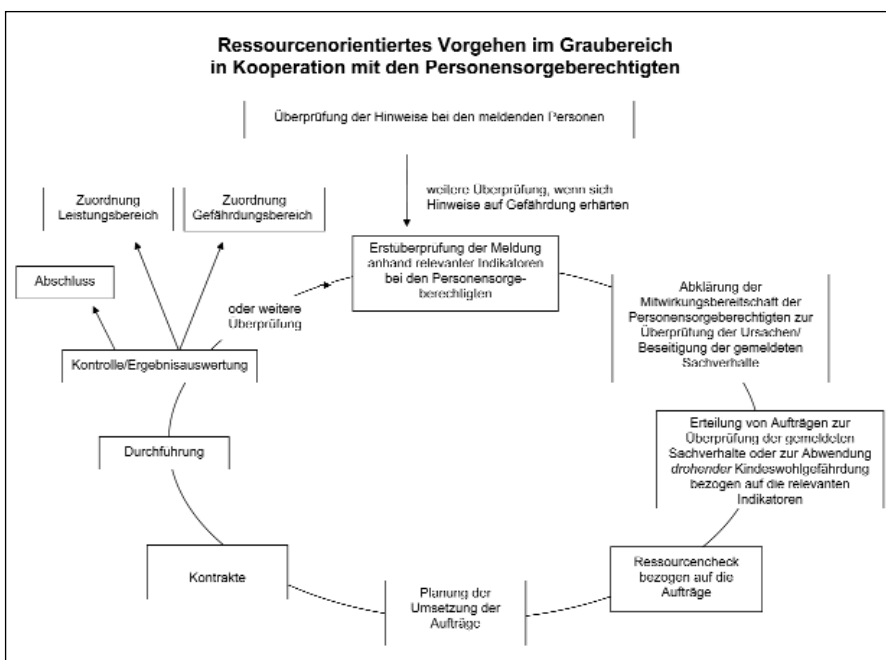 Ressourcenorientiertes Vorgehen im Graubereich
in Kooperation mit den Personensorgeberechtigten
Überprüfung der Hinweise bei den meldenden Personen
weitere Überprüfung, wenn sich
Hinweise auf Gefährdung erhärten
Zuordnung
Leistungsbereich
Zuordnung
Gefährdungsbereich
Abschluss
oder weitere
Überprüfung
Erstüberprüfung der Meldung
anhand relevanter Indikatoren
bei den Personensorge-
berechtigten
Abklärung der
Mitwirkungsbereitschaft der
Personensorgeberechtigten zur
Überprüfung der Ursachen/
Beseitigung der gemeldeten
Sachverhalte
Kontrolle/Ergebnisauswertung
Erteilung von Aufträgen zur
Überprüfung der gemeldeten
Sachverhalte oder zur Abwendung
drohender Kindeswohlgefährdung
bezogen auf die relevanten
Indikatoren
Durchführung
Ressourcencheck
bezogen auf die
Aufträge
Kontrakte
Planung der
Umsetzung der
Aufträge